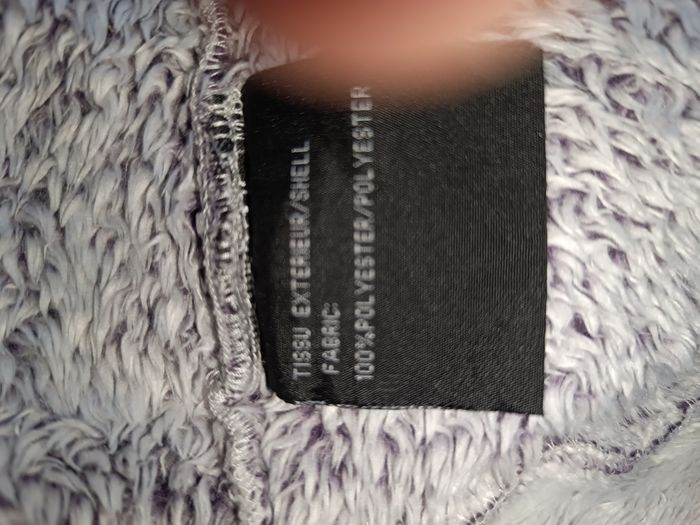 TISSU EXTERIEUR/SHELL
FABRIC:
100%POLYESTER/POLYESTER